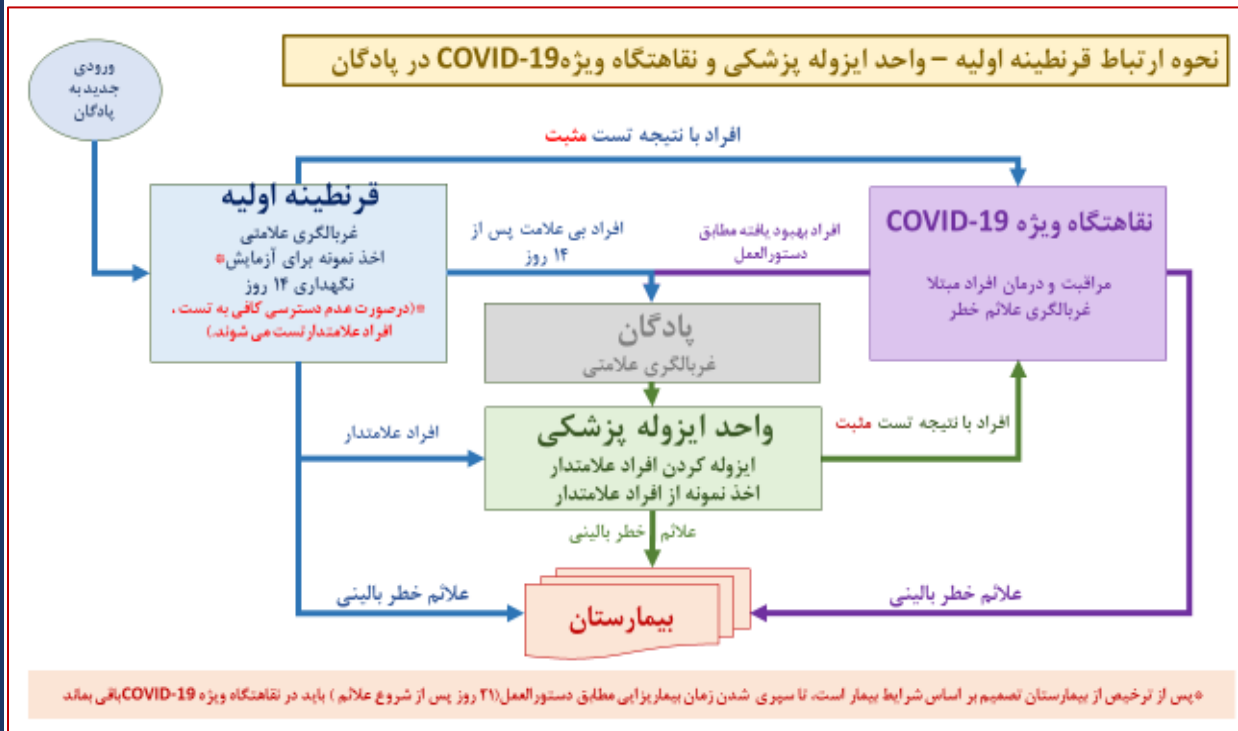 نحوه ارتباط قرنطینه اولیه – واحد ایزوله پزشکی و نقاهتگاه ویژه COVID-19 در پادگان
ورودی
جدید به
پادگان
افراد با نتیجه تست مثبت
قرنطینه اولیه
غربالگری علامتی
اخذ نمونه برای آزمایش*
نگهداری ۱۴ روز
*(درصورت عدم دسترسی کافی به تست ،
افراد علامتدار تست می شوند.)
افراد بی علامت پس از
۱۴ روز
افراد بهبود یافته مطابق
دستورالعمل
نقاهتگاه ویژه COVID-19
مراقبت و درمان افراد مبتلا
غربالگری علائم خطر
پادگان
غربالگری علامتی
افراد علامتدار
واحد ایزوله پزشکی
ایزوله کردن افراد علامتدار
اخذ نمونه از افراد علامتدار
افراد با نتیجه تست مثبت
علائم خطر بالینی
علائم خطر بالینی
بیمارستان
علائم خطر بالینی
*پس از ترخیص از بیمارستان تصمیم بر اساس شرایط بیمار است، تا سپری شدن زمان بیماریزایی مطابق دستورالعمل(۲۱ روز پس از شروع علائم ) باید در نقاهتگاه ویژه COVID-19 باقی بماند